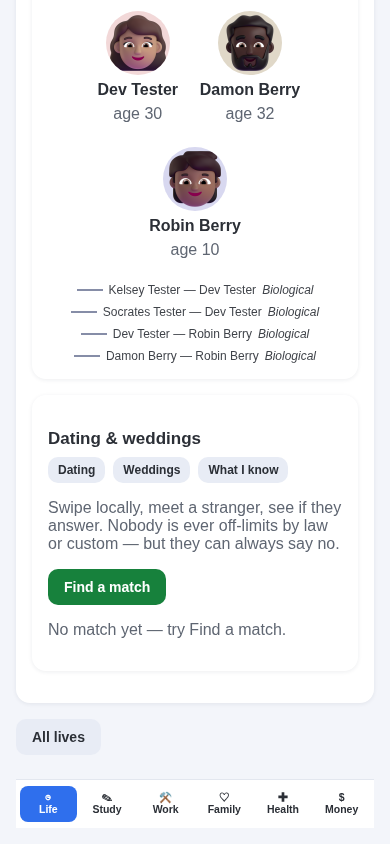 Dev Tester Damon Berry
age 30 age 32
Robin Berry
age 10
Kelsey Tester — Dev Tester Biological
Socrates Tester — Dev Tester Biological
Dev Tester — Robin Berry Biological
Damon Berry — Robin Berry Biological
Dating & weddings
Dating Weddings What I know
Swipe locally, meet a stranger, see if they
answer. Nobody is ever off-limits by law
or custom — but they can always say no.
Find a match
No match yet — try Find a match.
All lives
Life Study Work Family Health $ Money